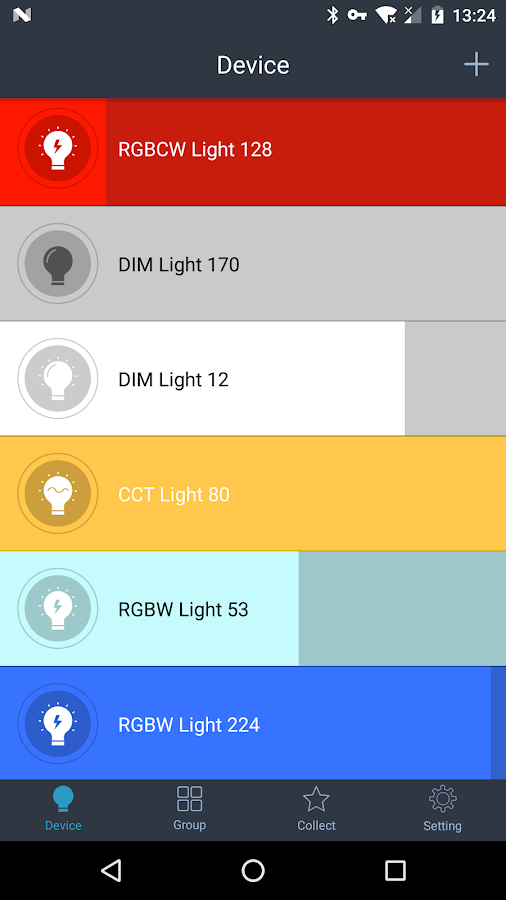 13:24
Device
RGBCW Light 128
DIM Light 170
DIM Light 12
CCT Light 80
RGBW Light 53
RGBW Light 224
Device
Group
Collect
Setting